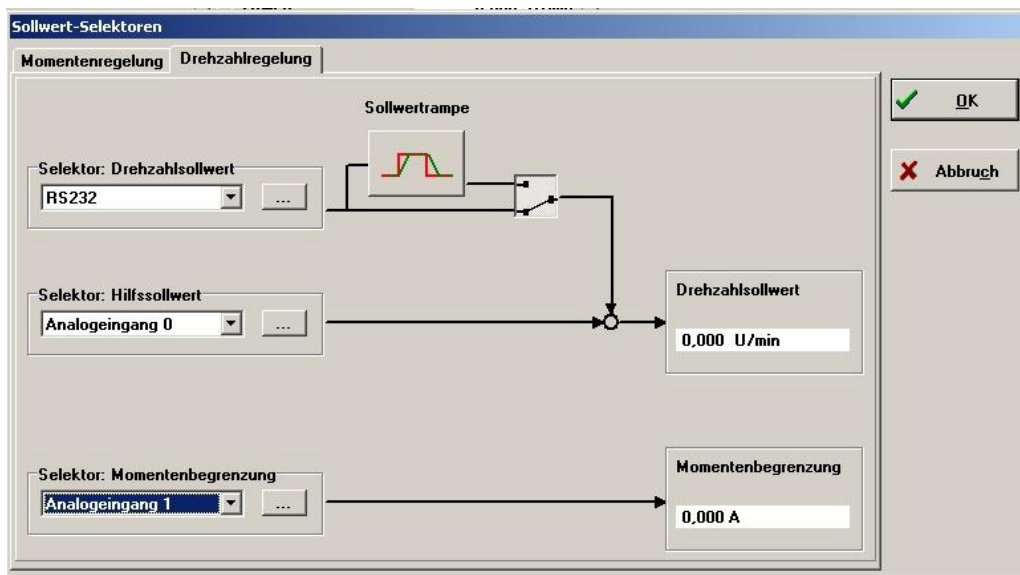 Sollwert-Selektoren
Momentenregelung
Drehzahlregelung
OK
Abbruch
Sollwertrampe
Selektor: Drehzahlsollwert
RS232
...
Selektor: Hilfssollwert
Analogeingang 0
...
Drehzahlsollwert
0,000 U/min
Selektor: Momentenbegrenzung
Analogeingang 1
...
Momentenbegrenzung
0,000 A